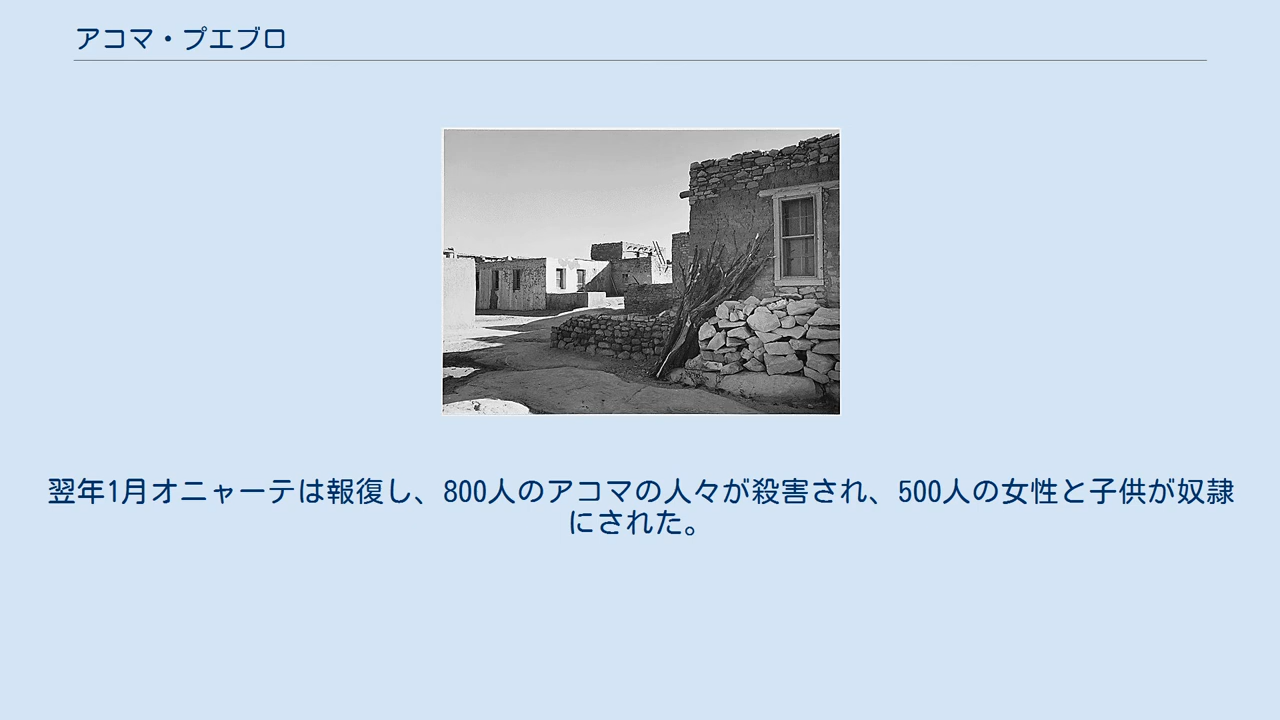 アコマ・プエブロ
翌年1月オニャーテは報復し、800人のアコマの人々が殺害され、500人の女性と子供が奴隷
にされた。